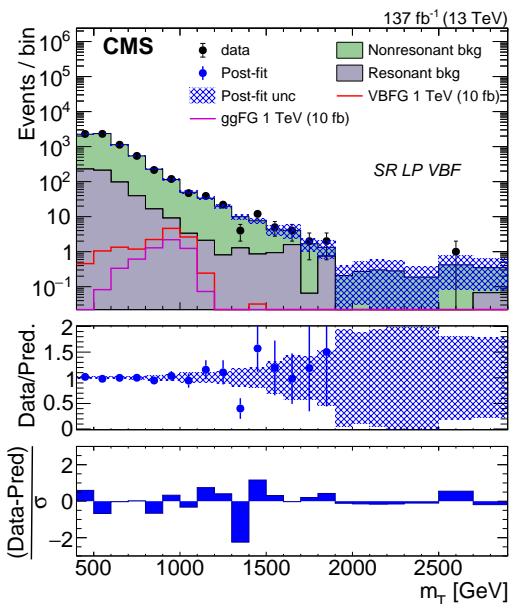 137 fb⁻¹ (13 TeV)
CMS
data
Nonresonant bkg
Post-fit
Resonant bkg
Post-fit unc
VBFG 1 TeV (10 fb)
ggFG 1 TeV (10 fb)
SR LP VBF
Events / bin
10⁶
10⁵
10⁴
10³
10²
10
1
10⁻¹
Data/Pred.
2
1.5
1
0.5
0
(Data-Pred)
σ
2
0
−2
500 1000 1500 2000 2500
m_T [GeV]